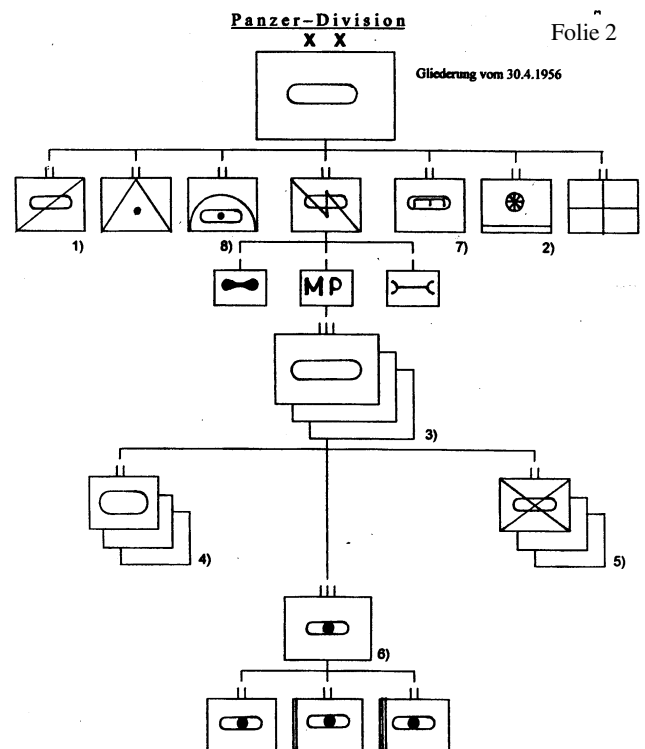 Panzer–Division
X X
Folie 2
Gliederung vom 30.4.1956
1) 8) 7) 2)
MP
3)
4) 5)
6)